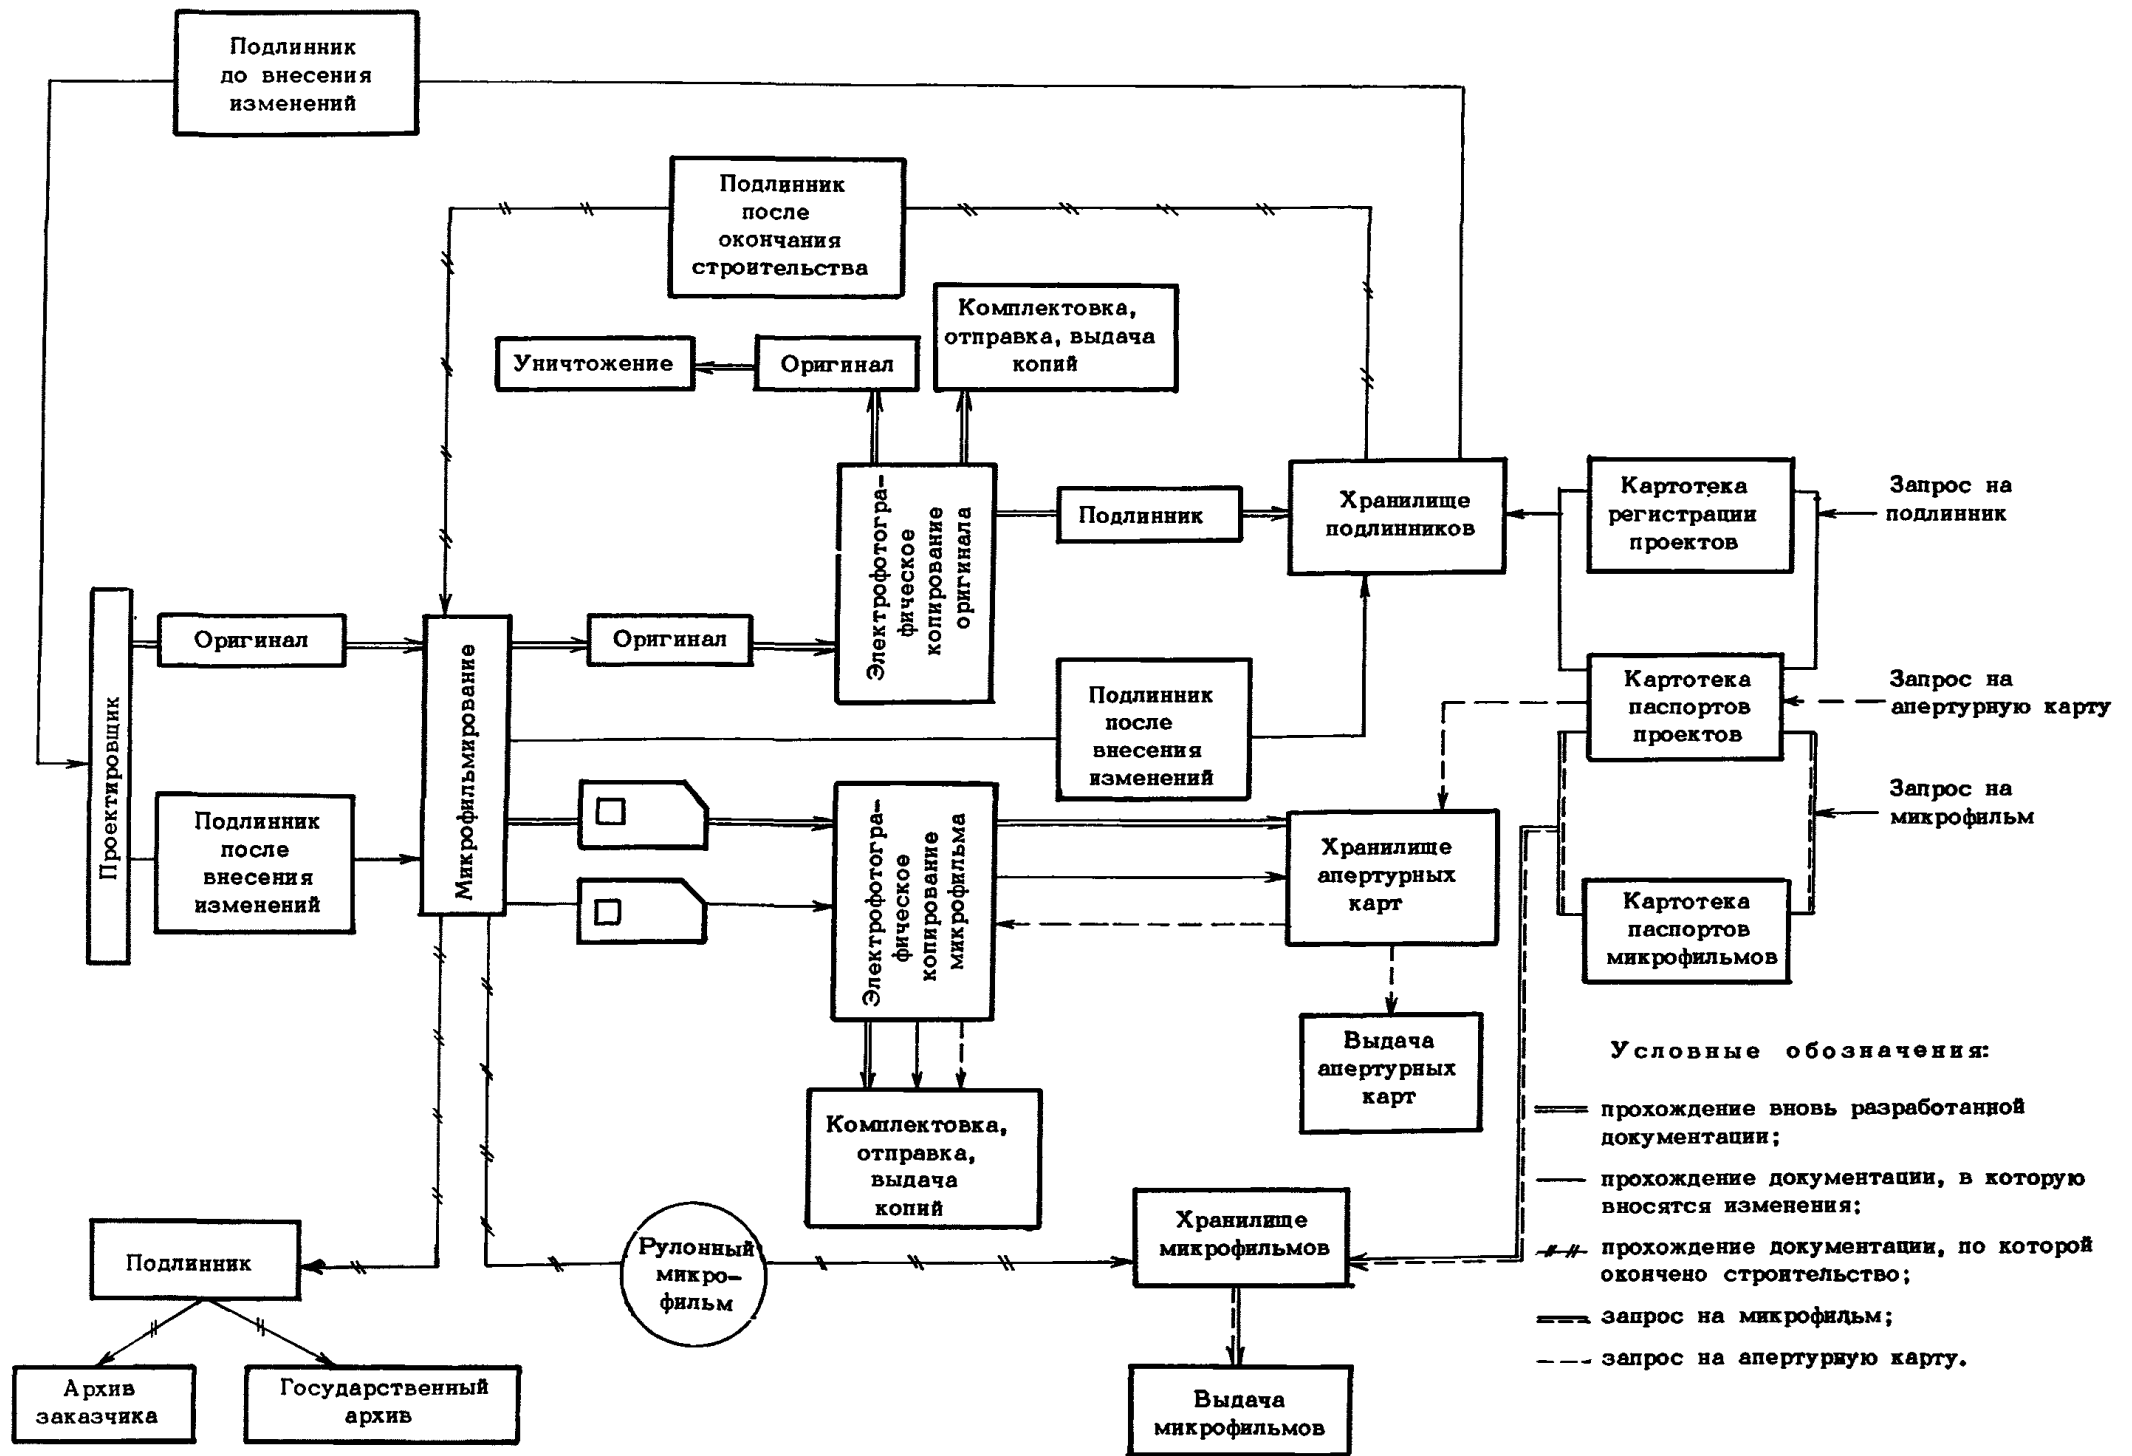 Подлинник
до внесения
изменений
Подлинник
после
окончания
строительства
Комплектовка,
отправка, выдача
копий
Уничтожение
Оригинал
Электрофотогра-
фическое
копирование
оригинала
Подлинник
Хранилище
подлинников
Картотека
регистрации
проектов
Запрос на
подлинник
Проектировщик
Оригинал
Микрофильмирование
Оригинал
Подлинник
после
внесения
изменений
Картотека
паспортов
проектов
Запрос на
апертурную карту
Подлинник
после
внесения
изменений
Электрофотогра-
фическое
копирование
микрофильма
Хранилище
апертурных
карт
Запрос на
микрофильм
Картотека
паспортов
микрофильмов
Выдача
апертурных
карт
Комплектовка,
отправка,
выдача
копий
Подлинник
Рулонный
микро-
фильм
Хранилище
микрофильмов
Архив
заказчика
Государственный
архив
Выдача
микрофильмов
Условные обозначения:
прохождение вновь разработанной
документации;
прохождение документации, в которую
вносятся изменения;
прохождение документации, по которой
окончено строительство;
запрос на микрофильм;
запрос на апертурную карту.